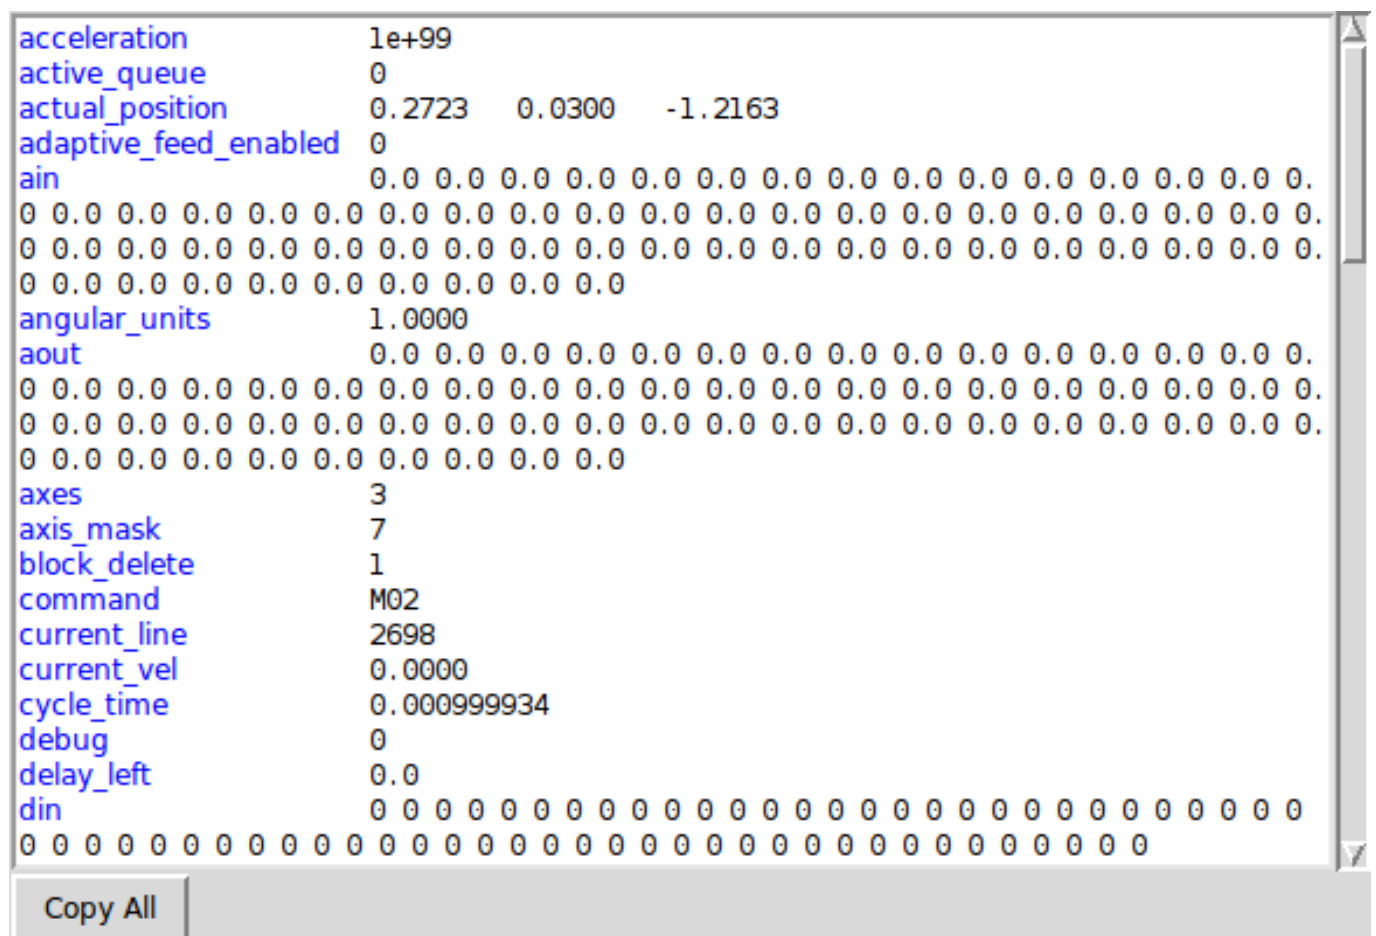 acceleration 1e+99
active_queue 0
actual_position 0.2723 0.0300 -1.2163
adaptive_feed_enabled 0
ain 0.0 0.0 0.0 0.0 0.0 0.0 0.0 0.0 0.0 0.0 0.0 0.0 0.0 0.0 0.
0 0.0 0.0 0.0 0.0 0.0 0.0 0.0 0.0 0.0 0.0 0.0 0.0 0.0 0.0 0.0 0.0 0.0 0.0 0.0 0.
0 0.0 0.0 0.0 0.0 0.0 0.0 0.0 0.0 0.0 0.0 0.0 0.0 0.0 0.0 0.0 0.0 0.0 0.0 0.0 0.
0 0.0 0.0 0.0 0.0 0.0 0.0 0.0 0.0 0.0
angular_units 1.0000
aout 0.0 0.0 0.0 0.0 0.0 0.0 0.0 0.0 0.0 0.0 0.0 0.0 0.0 0.0 0.
0 0.0 0.0 0.0 0.0 0.0 0.0 0.0 0.0 0.0 0.0 0.0 0.0 0.0 0.0 0.0 0.0 0.0 0.0 0.0 0.
0 0.0 0.0 0.0 0.0 0.0 0.0 0.0 0.0 0.0 0.0 0.0 0.0 0.0 0.0 0.0 0.0 0.0 0.0 0.0 0.
0 0.0 0.0 0.0 0.0 0.0 0.0 0.0 0.0 0.0
axes 3
axis_mask 7
block_delete 1
command M02
current_line 2698
current_vel 0.0000
cycle_time 0.000999934
debug 0
delay_left 0.0
din 0 0 0 0 0 0 0 0 0 0 0 0 0 0 0 0 0 0 0 0 0 0 0 0 0 0 0 0 0
0 0 0 0 0 0 0 0 0 0 0 0 0 0 0 0 0 0 0 0 0 0 0 0 0 0 0 0 0 0 0 0 0 0 0
Copy All